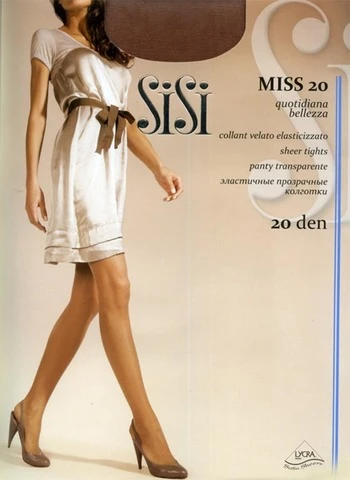 SiSi
MISS 20
quotidiana
bellezza
collant velato elasticizzato
sheer tights
panty transparente
эластичные прозрачные
колготки
20 den
LYCRA